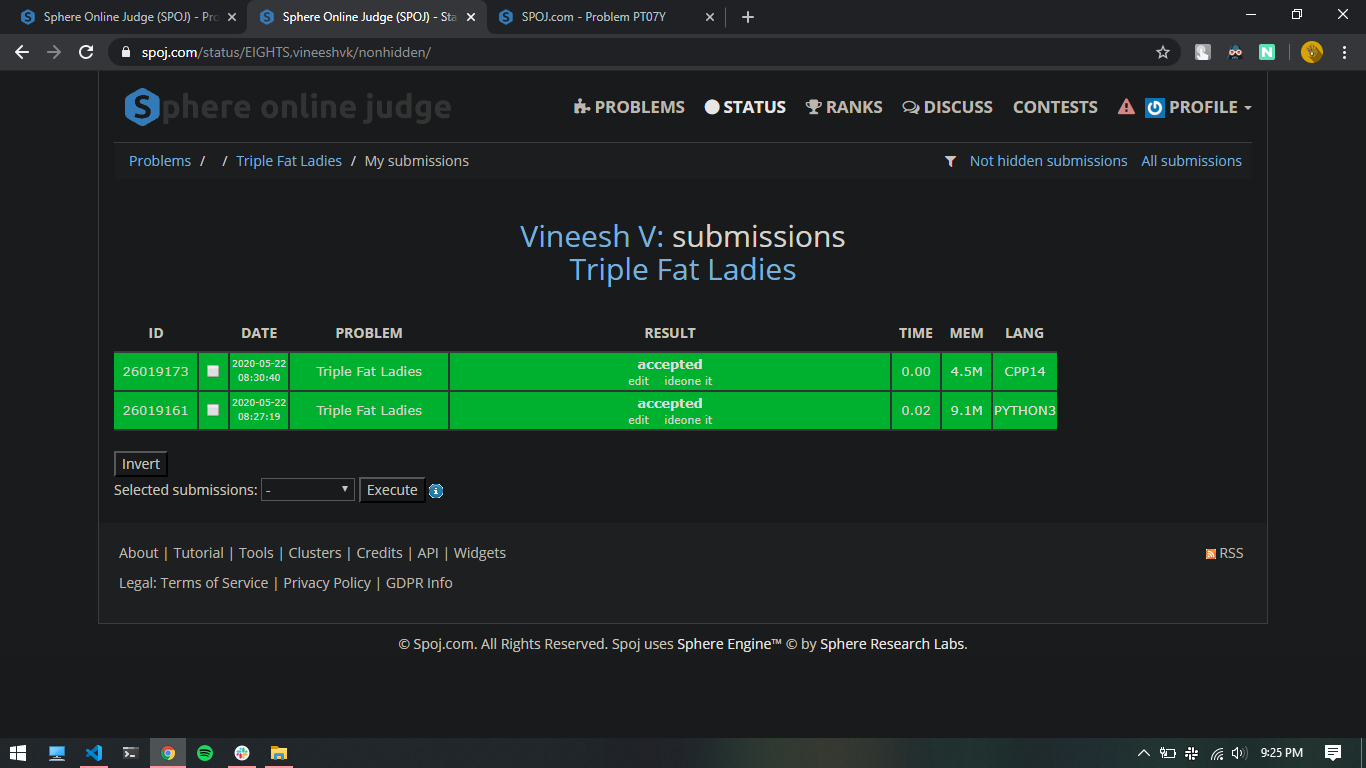 Sphere Online Judge (SPOJ) - Pro
Sphere Online Judge (SPOJ) - Sta
SPOJ.com - Problem PT07Y
spoj.com/status/EIGHTS,vineeshvk/nonhidden/
Sphere online judge
PROBLEMS STATUS RANKS DISCUSS CONTESTS PROFILE
Problems / / Triple Fat Ladies / My submissions Not hidden submissions All submissions
Vineesh V: submissions
Triple Fat Ladies
ID DATE PROBLEM RESULT TIME MEM LANG
26019173 2020-05-22 08:30:40 Triple Fat Ladies accepted edit ideone it 0.00 4.5M CPP14
26019161 2020-05-22 08:27:19 Triple Fat Ladies accepted edit ideone it 0.02 9.1M PYTHON3
Invert
Selected submissions: - Execute
About | Tutorial | Tools | Clusters | Credits | API | Widgets RSS
Legal: Terms of Service | Privacy Policy | GDPR Info
© Spoj.com. All Rights Reserved. Spoj uses Sphere Engine™ © by Sphere Research Labs.
9:25 PM